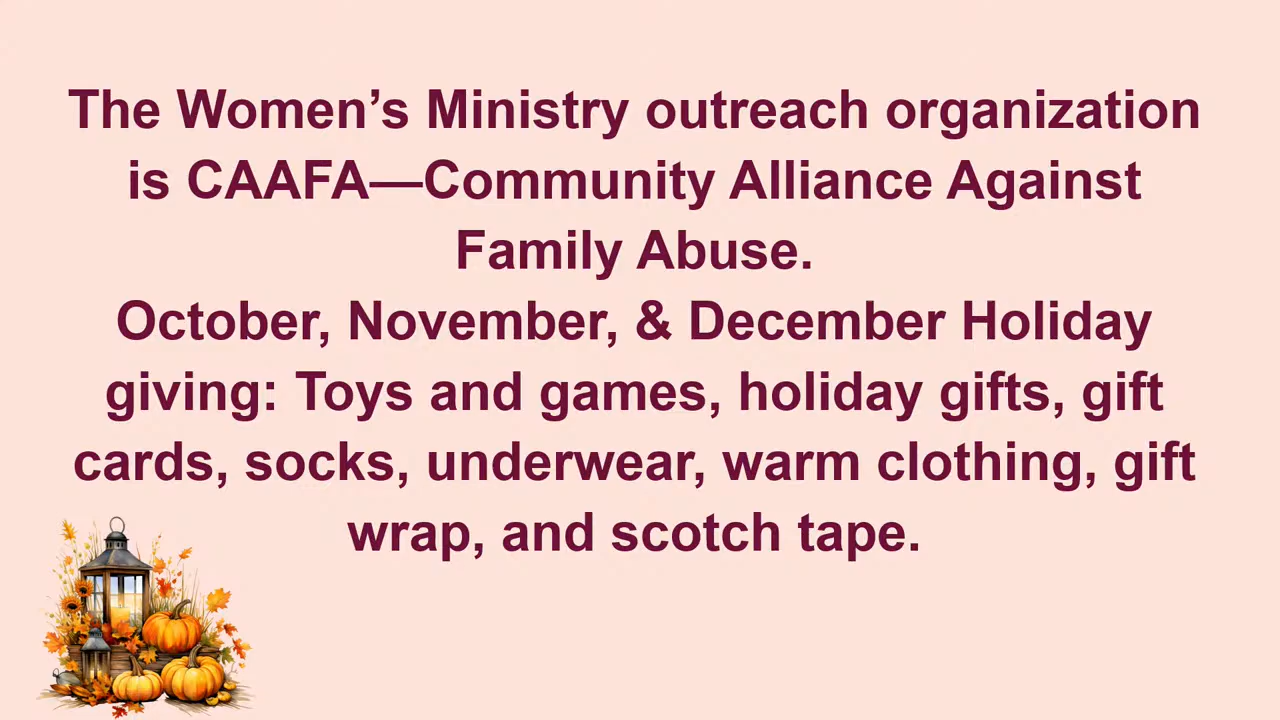 The Women’s Ministry outreach organization
is CAAFA—Community Alliance Against
Family Abuse.
October, November, & December Holiday
giving: Toys and games, holiday gifts, gift
cards, socks, underwear, warm clothing, gift
wrap, and scotch tape.